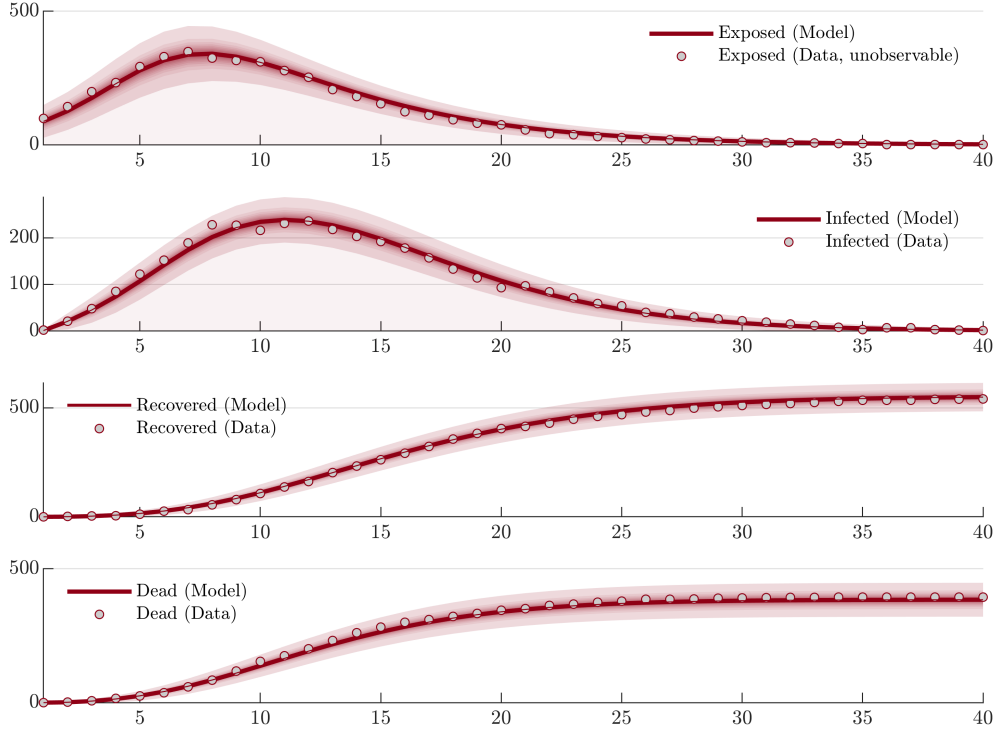 500
Exposed (Model)
Exposed (Data, unobservable)
0
5 10 15 20 25 30 35 40
200
Infected (Model)
Infected (Data)
100
0
5 10 15 20 25 30 35 40
500
Recovered (Model)
Recovered (Data)
0
5 10 15 20 25 30 35 40
500
Dead (Model)
Dead (Data)
0
5 10 15 20 25 30 35 40